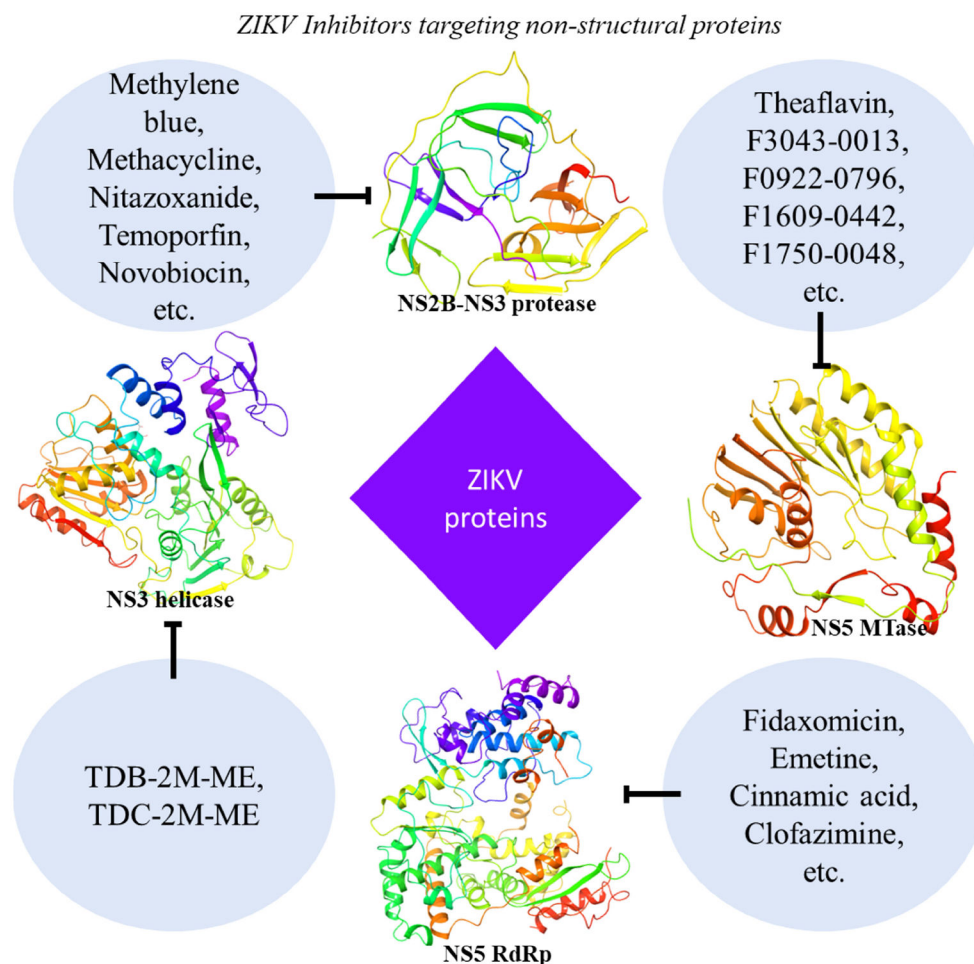 ZIKV Inhibitors targeting non-structural proteins
Methylene
blue,
Methacycline,
Nitazoxanide,
Temoporfin,
Novobiocin,
etc.
NS2B-NS3 protease
Theaflavin,
F3043-0013,
F0922-0796,
F1609-0442,
F1750-0048,
etc.
NS3 helicase
ZIKV
proteins
NS5 MTase
TDB-2M-ME,
TDC-2M-ME
NS5 RdRp
Fidaxomicin,
Emetine,
Cinnamic acid,
Clofazimine,
etc.